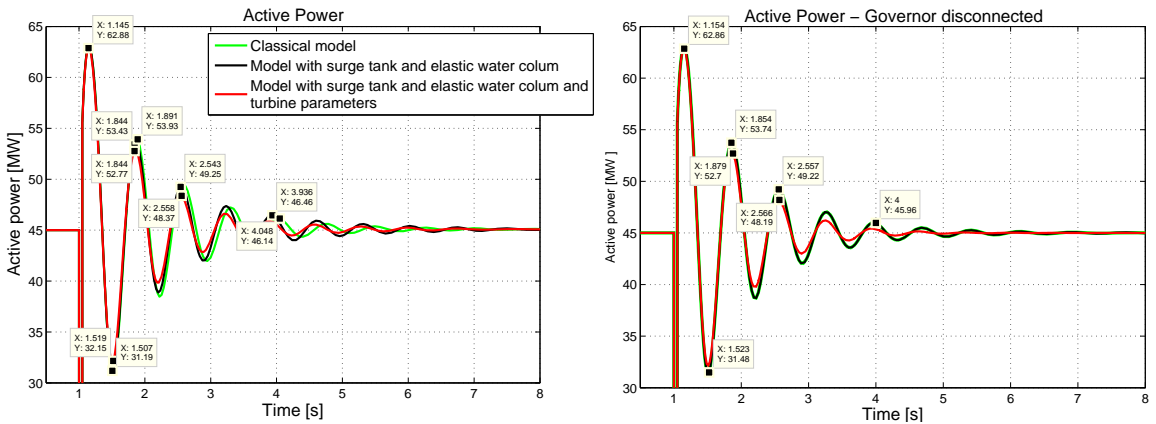 Active Power
65
60
55
50
45
40
35
30
1
2
3
4
5
6
7
8
Active power [MW]
Time [s]
Classical model
Model with surge tank and elastic water colum
Model with surge tank and elastic water colum and
turbine parameters
X: 1.145
Y: 62.88
X: 1.844
Y: 53.43
X: 1.891
Y: 53.93
X: 1.844
Y: 52.77
X: 2.543
Y: 49.25
X: 2.558
Y: 48.37
X: 3.936
Y: 46.46
X: 4.048
Y: 46.14
X: 1.519
Y: 32.15
X: 1.507
Y: 31.19
Active Power – Governor disconnected
65
60
55
50
45
40
35
30
1
2
3
4
5
6
7
8
Active power [MW ]
Time [s]
X: 1.154
Y: 62.86
X: 1.854
Y: 53.74
X: 1.879
Y: 52.7
X: 2.557
Y: 49.22
X: 2.566
Y: 48.19
X: 4
Y: 45.96
X: 1.523
Y: 31.48